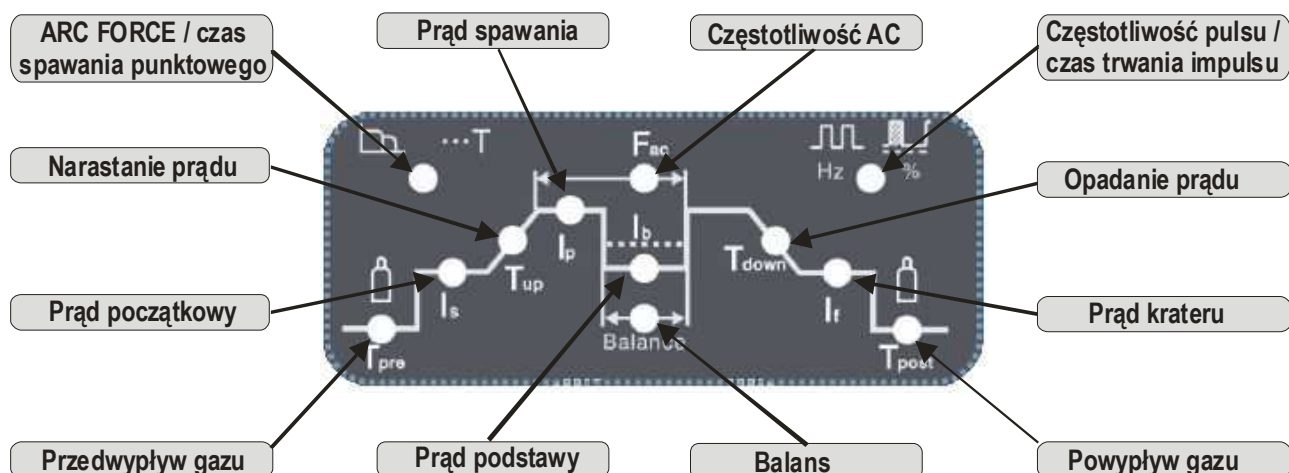 ARC FORCE / czas
spawania punktowego
Prąd spawania
Częstotliwość AC
Częstotliwość pulsu /
czas trwania impulsu
...T
Fac
Hz
%
Narastanie prądu
Opadanie prądu
Ip
Ib
Tup
Tdown
Prąd początkowy
Is
If
Prąd krateru
Balance
Tpre
Tpost
Przedwypływ gazu
Prąd podstawy
Balans
Powypływ gazu